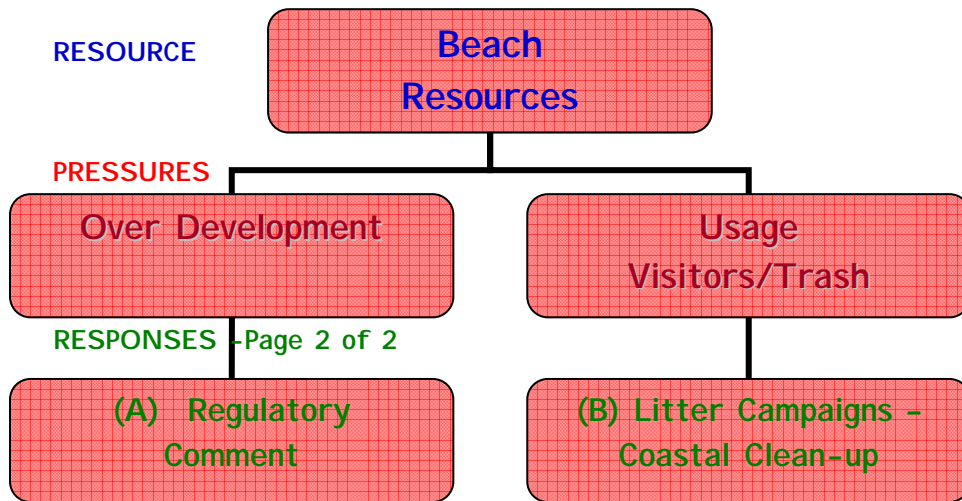 RESOURCE
Beach
Resources
PRESSURES
Over Development
Usage
Visitors/Trash
RESPONSES -Page 2 of 2
(A) Regulatory
Comment
(B) Litter Campaigns -
Coastal Clean-up